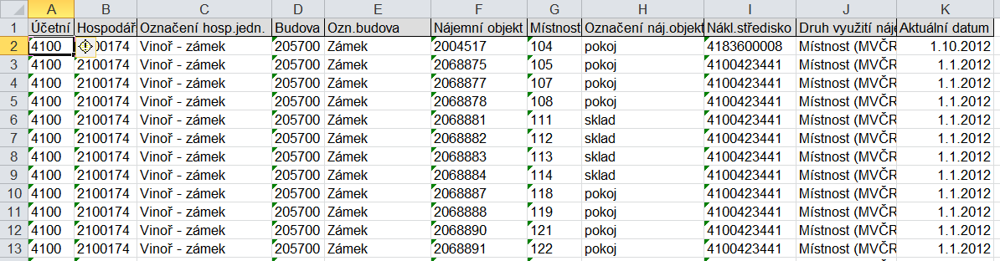 A B C D E F G H I J K
1 Účetní Hospodář Označení hosp.jedn. Budova Ozn.budova Nájemní objekt Místnost Označení náj.objekt Nákl.středisko Druh využití náje Aktuální datum
2 4100 00174 Vinoř - zámek 205700 Zámek 2004517 104 pokoj 4183600008 Místnost (MVČR 1.10.2012
3 4100 2100174 Vinoř - zámek 205700 Zámek 2068875 105 pokoj 4100423441 Místnost (MVČR 1.1.2012
4 4100 2100174 Vinoř - zámek 205700 Zámek 2068877 107 pokoj 4100423441 Místnost (MVČR 1.1.2012
5 4100 2100174 Vinoř - zámek 205700 Zámek 2068878 108 pokoj 4100423441 Místnost (MVČR 1.1.2012
6 4100 2100174 Vinoř - zámek 205700 Zámek 2068881 111 sklad 4100423441 Místnost (MVČR 1.1.2012
7 4100 2100174 Vinoř - zámek 205700 Zámek 2068882 112 sklad 4100423441 Místnost (MVČR 1.1.2012
8 4100 2100174 Vinoř - zámek 205700 Zámek 2068883 113 sklad 4100423441 Místnost (MVČR 1.1.2012
9 4100 2100174 Vinoř - zámek 205700 Zámek 2068884 114 sklad 4100423441 Místnost (MVČR 1.1.2012
10 4100 2100174 Vinoř - zámek 205700 Zámek 2068887 118 pokoj 4100423441 Místnost (MVČR 1.1.2012
11 4100 2100174 Vinoř - zámek 205700 Zámek 2068888 119 pokoj 4100423441 Místnost (MVČR 1.1.2012
12 4100 2100174 Vinoř - zámek 205700 Zámek 2068890 121 pokoj 4100423441 Místnost (MVČR 1.1.2012
13 4100 2100174 Vinoř - zámek 205700 Zámek 2068891 122 pokoj 4100423441 Místnost (MVČR 1.1.2012